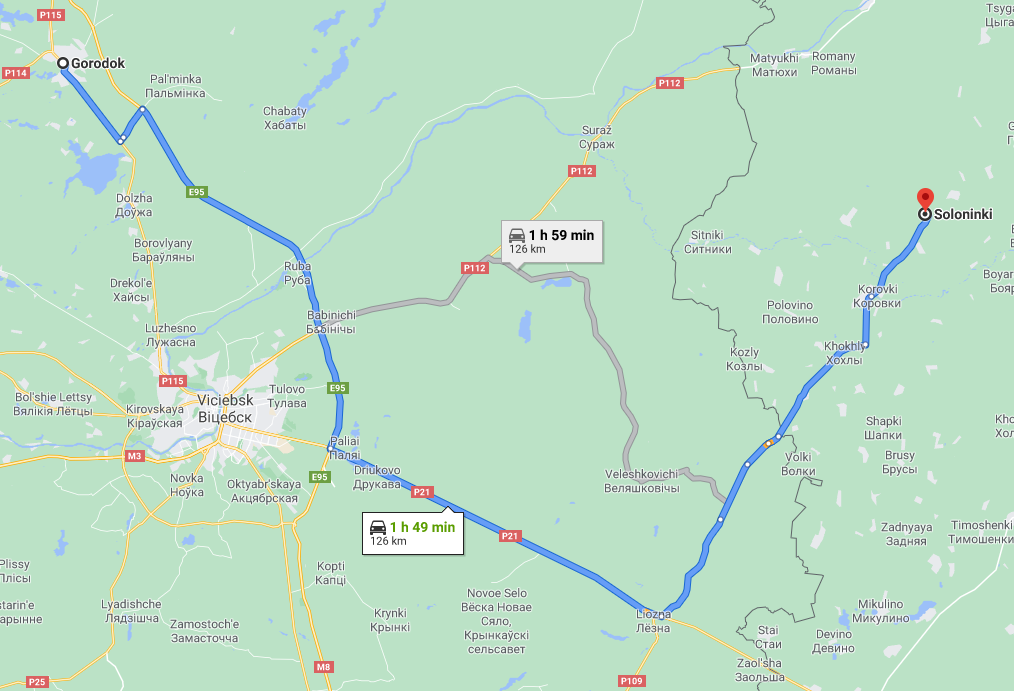 P115
Tsyga
Цыга
Gorodok
P114
Pal'minka
Пальмінка
P112
Matyukhi
Матюхи
Romany
Романы
Chabaty
Хабаты
Suraž
Сураж
P112
E95
Dolzha
Доўжа
Soloninki
1 h 59 min
126 km
Sitniki
Ситники
Borovlyany
Бараўляны
P112
Ruba
Руба
Drekol'e
Хайсы
Boyar
Бояр
Korovki
Коровки
Polovino
Половино
Babinichi
Бабінічы
Luzhesno
Лужасна
Khokhly
Хохлы
Kozly
Козлы
P115
E95
Tulovo
Тулава
Bol'shie Lettsy
Вялікія Лётцы
Viciebsk
Віцебск
Kirovskaya
Кіраўская
Shapki
Шапки
Kho
Хол
Paliai
Паляі
M3
Brusy
Брусы
Volki
Волки
Novka
Ноўка
E95
Driukovo
Друкава
Veleshkovichi
Веляшковічы
Oktyabr'skaya
Акцябрская
P21
1 h 49 min
126 km
P21
Zadnyaya
Задняя
Timoshenki
Тимошенки
Plissy
Плісы
Kopti
Капці
Novoe Selo
Вёска Новае
Сяло,
Крынкаўскі
сельсавет
starin'e
арынне
Lyadishche
Лядзішча
Krynki
Крынкі
Liozna
Лёзна
Mikulino
Микулино
Zamostoch'e
Замасточча
Stai
Стаи
Devino
Девино
M8
Zaol'sha
Заольша
P25
P109